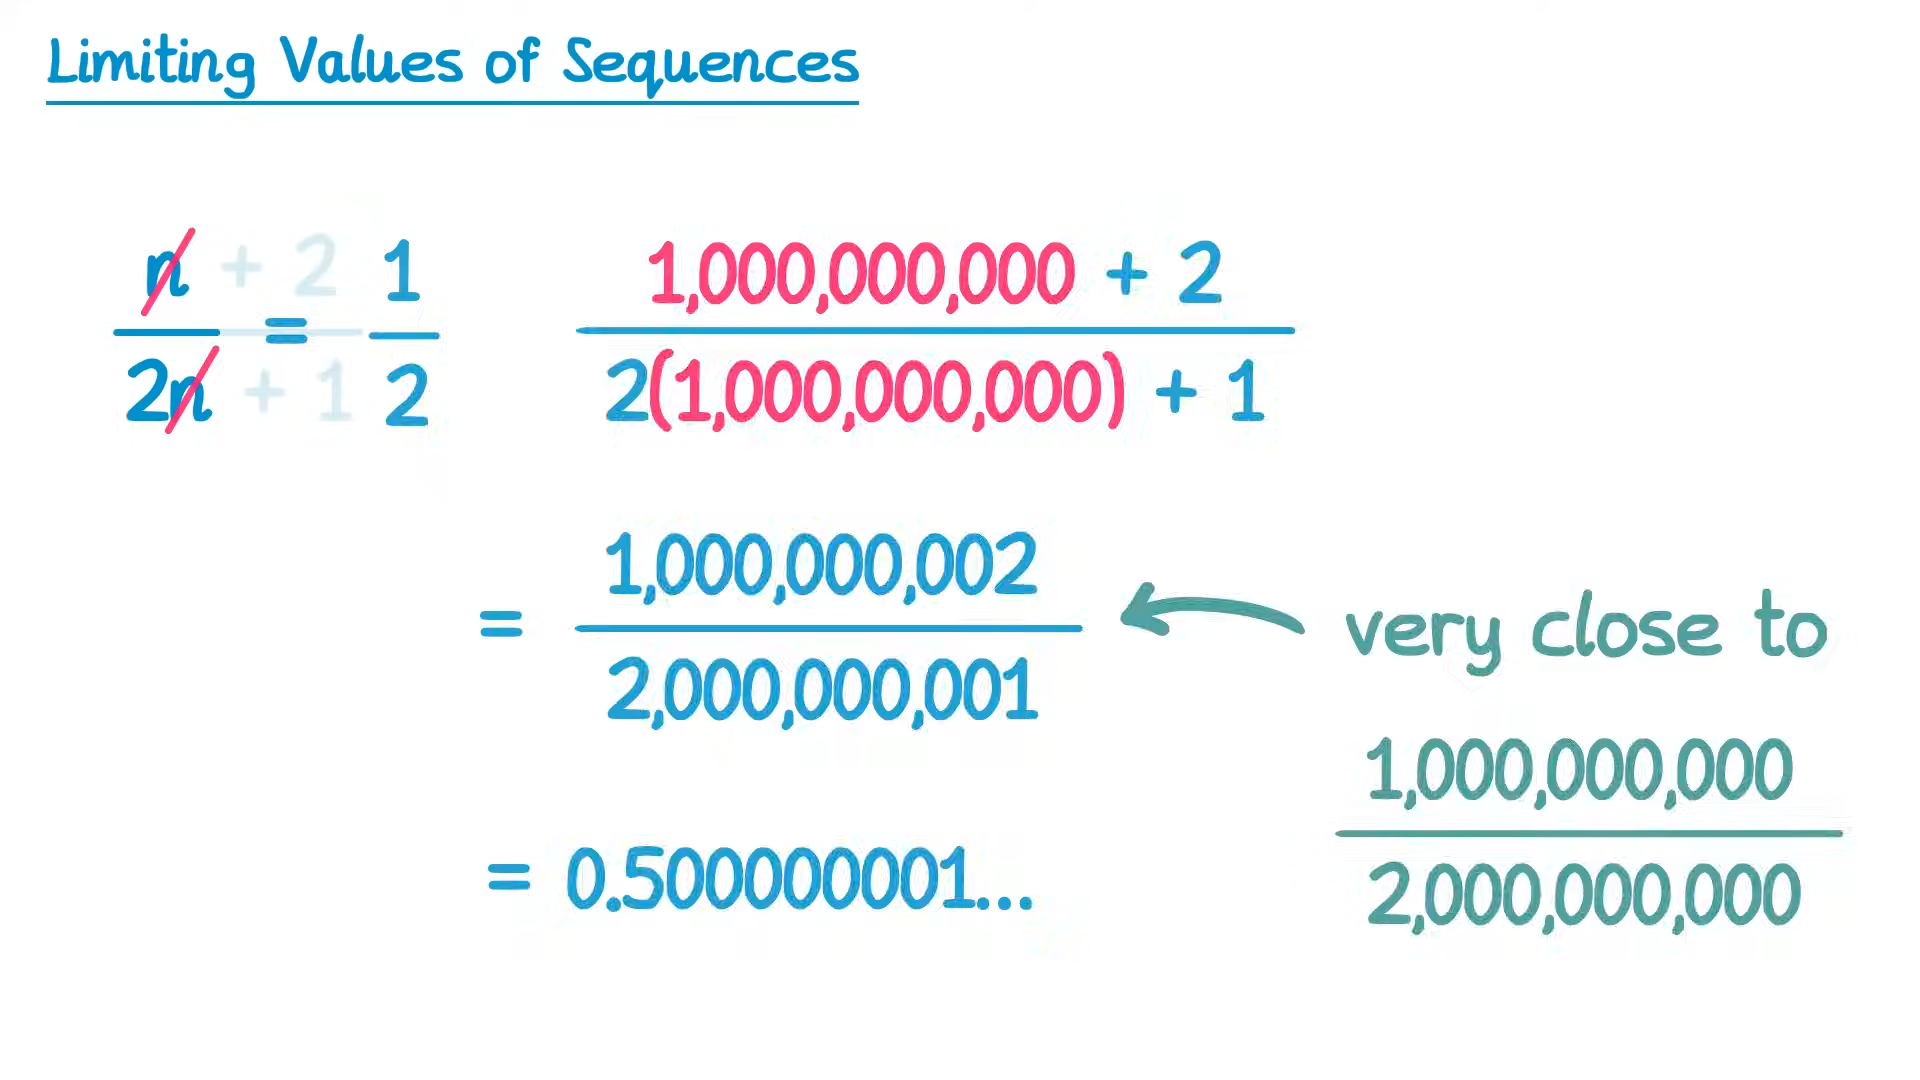 Limiting Values of Sequences
n + 2
2n + 1
=
1
2
1,000,000,000 + 2
2(1,000,000,000) + 1
=
1,000,000,002
2,000,000,001
very close to
1,000,000,000
2,000,000,000
= 0.5000000001...